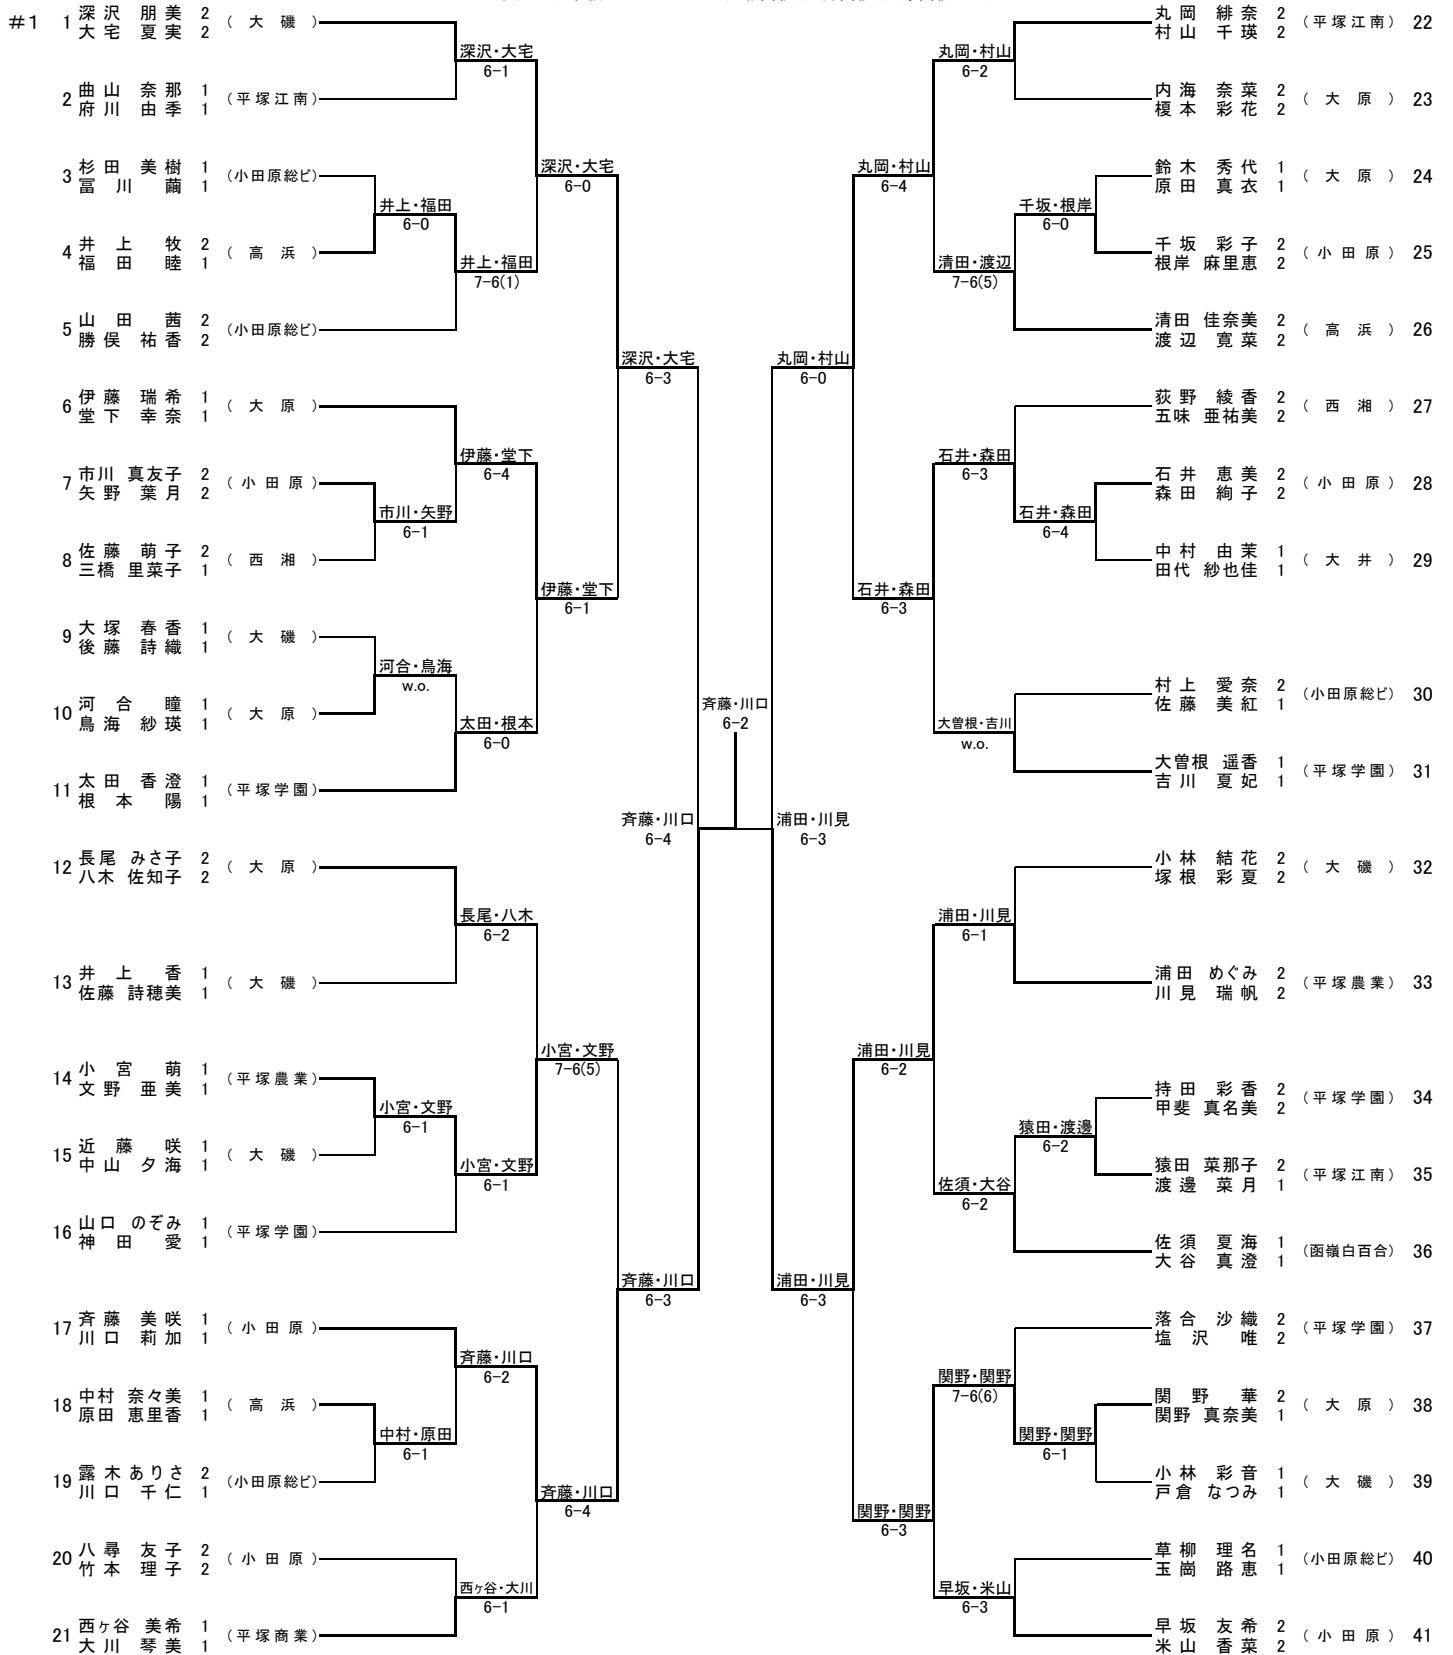 #1
1 深沢 朋美 2 (大磯)
大宅 夏実 2
2 曲山 奈那 1 (平塚江南)
府川 由季 1
3 杉田 美樹 1 (小田原総ビ)
冨川 繭 1
4 井上 牧 2 (高浜)
福田 睦 1
5 山田 茜 2 (小田原総ビ)
勝俣 祐香 2
6 伊藤 瑞希 1 (大原)
堂下 幸奈 1
7 市川 真友子 2 (小田原)
矢野 葉月 2
8 佐藤 萌子 2 (西湘)
三橋 里菜子 1
9 大塚 春香 1 (大磯)
後藤 詩織 1
10 河合 瞳 1 (大原)
鳥海 紗瑛 1
11 太田 香澄 1 (平塚学園)
根本 陽 1
12 長尾 みさ子 2 (大原)
八木 佐知子 2
13 井上 香 1 (大磯)
佐藤 詩穂美 1
14 小宮 萌 1 (平塚農業)
文野 亜美 1
15 近藤 咲 1 (大磯)
中山 夕海 1
16 山口 のぞみ 1 (平塚学園)
神田 愛 1
17 斉藤 美咲 1 (小田原)
川口 莉加 1
18 中村 奈々美 1 (高浜)
原田 恵里香 1
19 露木 ありさ 2 (小田原総ビ)
川口 千仁 1
20 八尋 友子 2 (小田原)
竹本 理子 2
21 西ヶ谷 美希 1 (平塚商業)
大川 琴美 1
井上・福田
6-0
市川・矢野
6-1
河合・鳥海
w.o.
小宮・文野
6-1
中村・原田
6-1
深沢・大宅
6-1
井上・福田
7-6(1)
伊藤・堂下
6-4
太田・根本
6-0
長尾・八木
6-2
小宮・文野
6-1
斉藤・川口
6-2
西ヶ谷・大川
6-1
深沢・大宅
6-0
伊藤・堂下
6-1
小宮・文野
7-6(5)
斉藤・川口
6-4
深沢・大宅
6-3
斉藤・川口
6-3
斉藤・川口
6-4
斉藤・川口
6-2
浦田・川見
6-3
丸岡・村山
6-0
浦田・川見
6-3
丸岡・村山
6-4
石井・森田
6-3
浦田・川見
6-2
関野・関野
6-3
丸岡・村山
6-2
清田・渡辺
7-6(5)
石井・森田
6-3
大曽根・吉川
w.o.
浦田・川見
6-1
佐須・大谷
6-2
関野・関野
7-6(6)
早坂・米山
6-3
千坂・根岸
6-0
石井・森田
6-4
猿田・渡邊
6-2
関野・関野
6-1
丸岡 緋奈 2 (平塚江南) 22
村山 千瑛 2
内海 奈菜 2 (大原) 23
榎本 彩花 2
鈴木 秀代 1 (大原) 24
原田 真衣 1
千坂 彩子 2 (小田原) 25
根岸 麻里恵 2
清田 佳奈美 2 (高浜) 26
渡辺 寛菜 2
荻野 綾香 2 (西湘) 27
五味 亜祐美 2
石井 恵美 2 (小田原) 28
森田 絢子 2
中村 由茉 1 (大井) 29
田代 紗也佳 1
村上 愛奈 2 (小田原総ビ) 30
佐藤 美紅 1
大曽根 遥香 1 (平塚学園) 31
吉川 夏妃 1
小林 結花 2 (大磯) 32
塚根 彩夏 2
浦田 めぐみ 2 (平塚農業) 33
川見 瑞帆 2
持田 彩香 2 (平塚学園) 34
甲斐 真名美 2
猿田 菜那子 2 (平塚江南) 35
渡邊 菜月 1
佐須 夏海 1 (函嶺白百合) 36
大谷 真澄 1
落合 沙織 2 (平塚学園) 37
塩沢 唯 2
関野 華 2 (大原) 38
関野 真奈美 1
小林 彩音 1 (大磯) 39
戸倉 なつみ 1
草柳 理名 1 (小田原総ビ) 40
玉崗 路恵 1
早坂 友希 2 (小田原) 41
米山 香菜 2